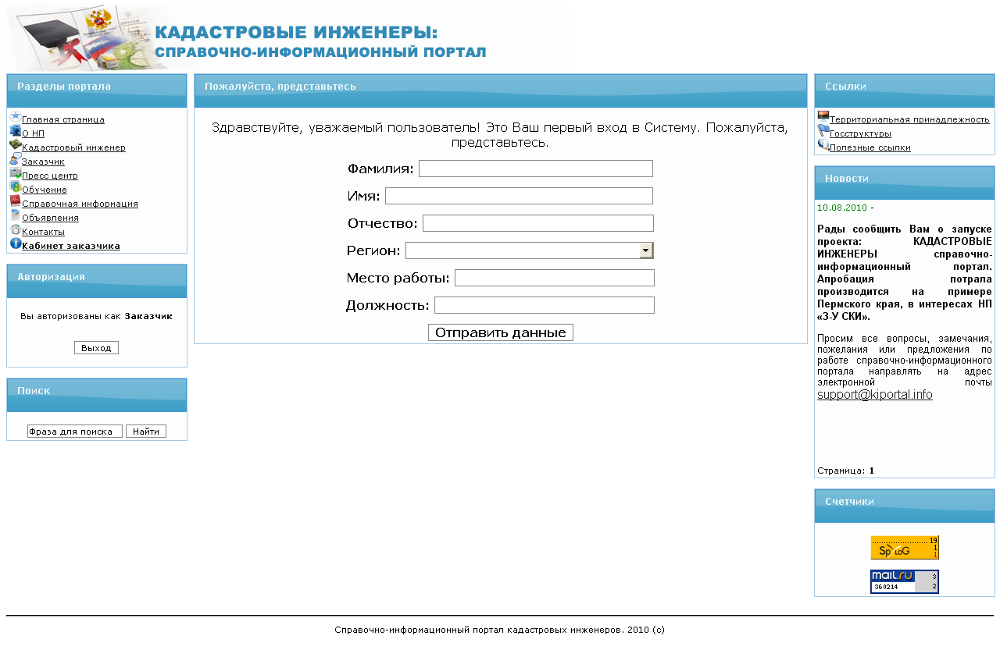 КАДАСТРОВЫЕ ИНЖЕНЕРЫ:
СПРАВОЧНО-ИНФОРМАЦИОННЫЙ ПОРТАЛ
Разделы портала
Главная страница
О НП
Кадастровый инженер
Заказчик
Пресс центр
Обучение
Справочная информация
Объявления
Контакты
Кабинет заказчика
Авторизация
Вы авторизованы как Заказчик
Выход
Поиск
Фраза для поиска Найти
Пожалуйста, представьтесь
Здравствуйте, уважаемый пользователь! Это Ваш первый вход в Систему. Пожалуйста,
представьтесь.
Фамилия:
Имя:
Отчество:
Регион:
Место работы:
Должность:
Отправить данные
Ссылки
Территориальная принадлежность
Госструктуры
Полезные ссылки
Новости
10.08.2010 -
Рады сообщить Вам о запуске
проекта: КАДАСТРОВЫЕ
ИНЖЕНЕРЫ справочно-
информационный портал.
Апробация потрала
производится на примере
Пермского края, в интересах НП
«З-У СКИ».
Просим все вопросы, замечания,
пожелания или предложения по
работе справочно-информационного
портала направлять на адрес
электронной почты
support@kiportal.info
Страница: 1
Счетчики
19
SpyLOG 1
1
mail.ru 3
360214 2
Справочно-информационный портал кадастровых инженеров. 2010 (c)